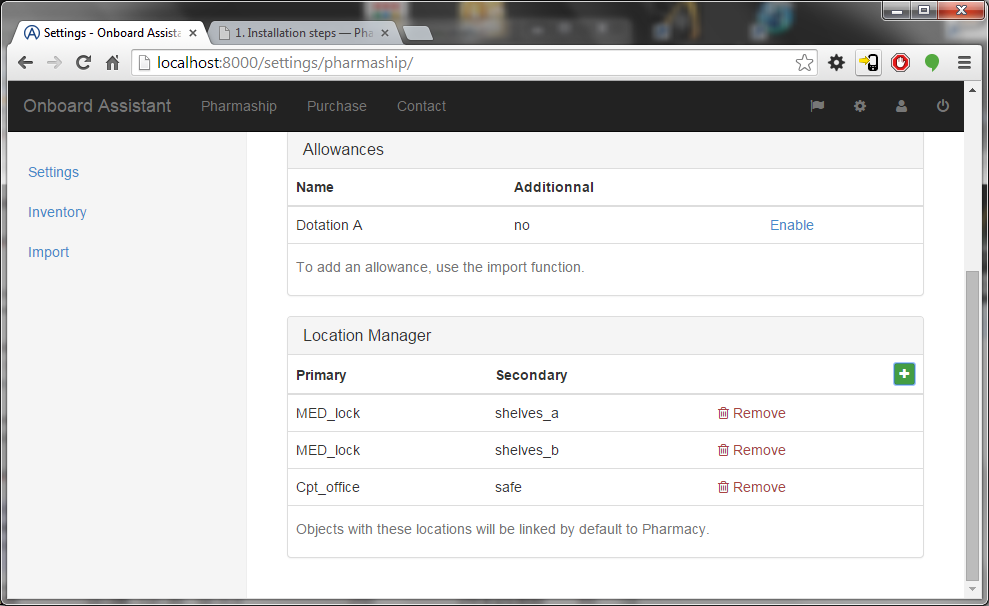 Settings - Onboard Assista
1. Installation steps — Pha
localhost:8000/settings/pharmaship/
Onboard Assistant Pharmaship Purchase Contact
Settings
Inventory
Import
Allowances
Name Additionnal
Dotation A no Enable
To add an allowance, use the import function.
Location Manager
Primary Secondary
MED_lock shelves_a Remove
MED_lock shelves_b Remove
Cpt_office safe Remove
Objects with these locations will be linked by default to Pharmacy.